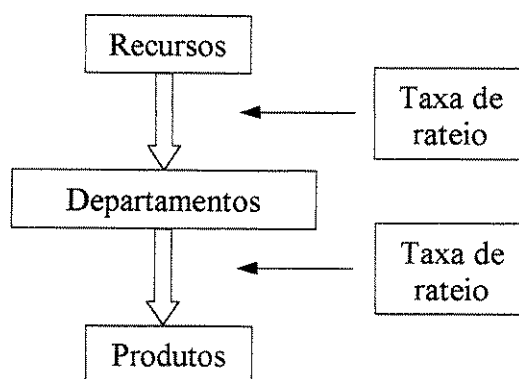 Recursos
Taxa de
rateio
Departamentos
Taxa de
rateio
Produtos